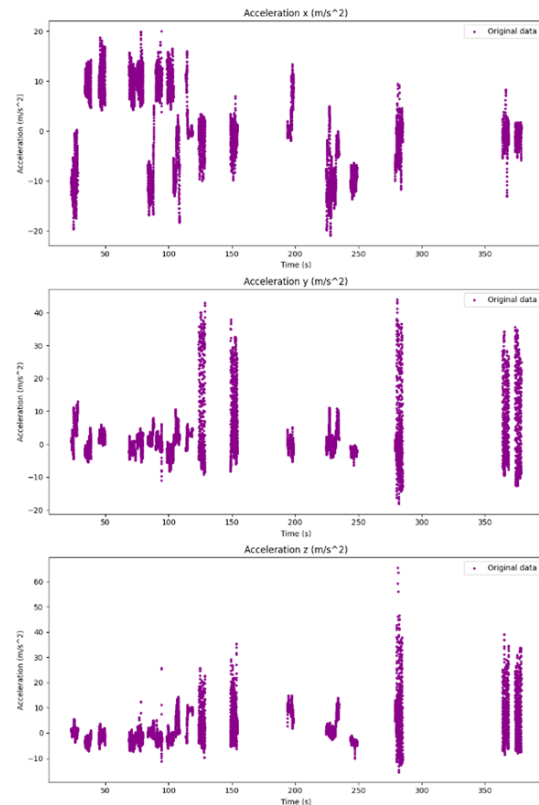 Acceleration x (m/s^2)
Original data
20
10
0
-10
-20
Acceleration (m/s^2)
50 100 150 200 250 300 350
Time (s)
Acceleration y (m/s^2)
Original data
40
30
20
10
0
-10
-20
Acceleration (m/s^2)
50 100 150 200 250 300 350
Time (s)
Acceleration z (m/s^2)
Original data
60
50
40
30
20
10
0
-10
Acceleration (m/s^2)
50 100 150 200 250 300 350
Time (s)